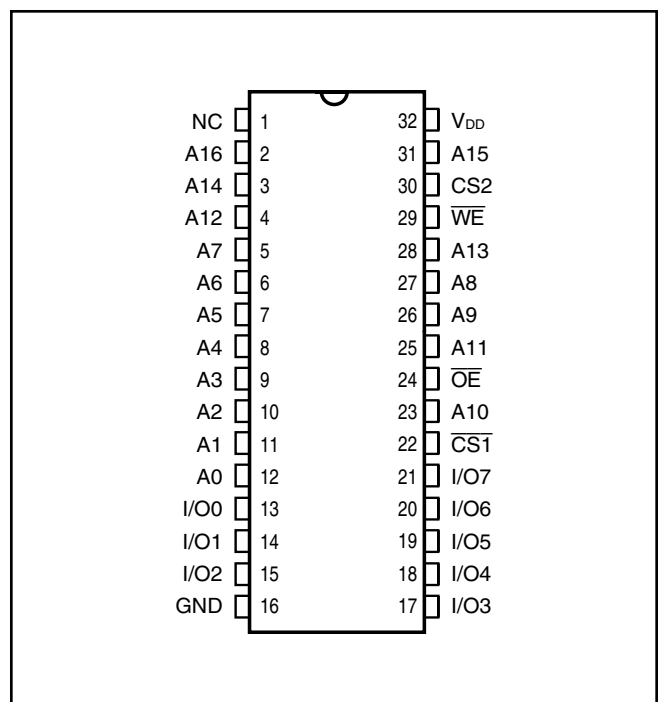 NC 1 32 VDD
A16 2 31 A15
A14 3 30 CS2
A12 4 29 W̅E̅
A7 5 28 A13
A6 6 27 A8
A5 7 26 A9
A4 8 25 A11
A3 9 24 O̅E̅
A2 10 23 A10
A1 11 22 C̅S̅1̅
A0 12 21 I/O7
I/O0 13 20 I/O6
I/O1 14 19 I/O5
I/O2 15 18 I/O4
GND 16 17 I/O3